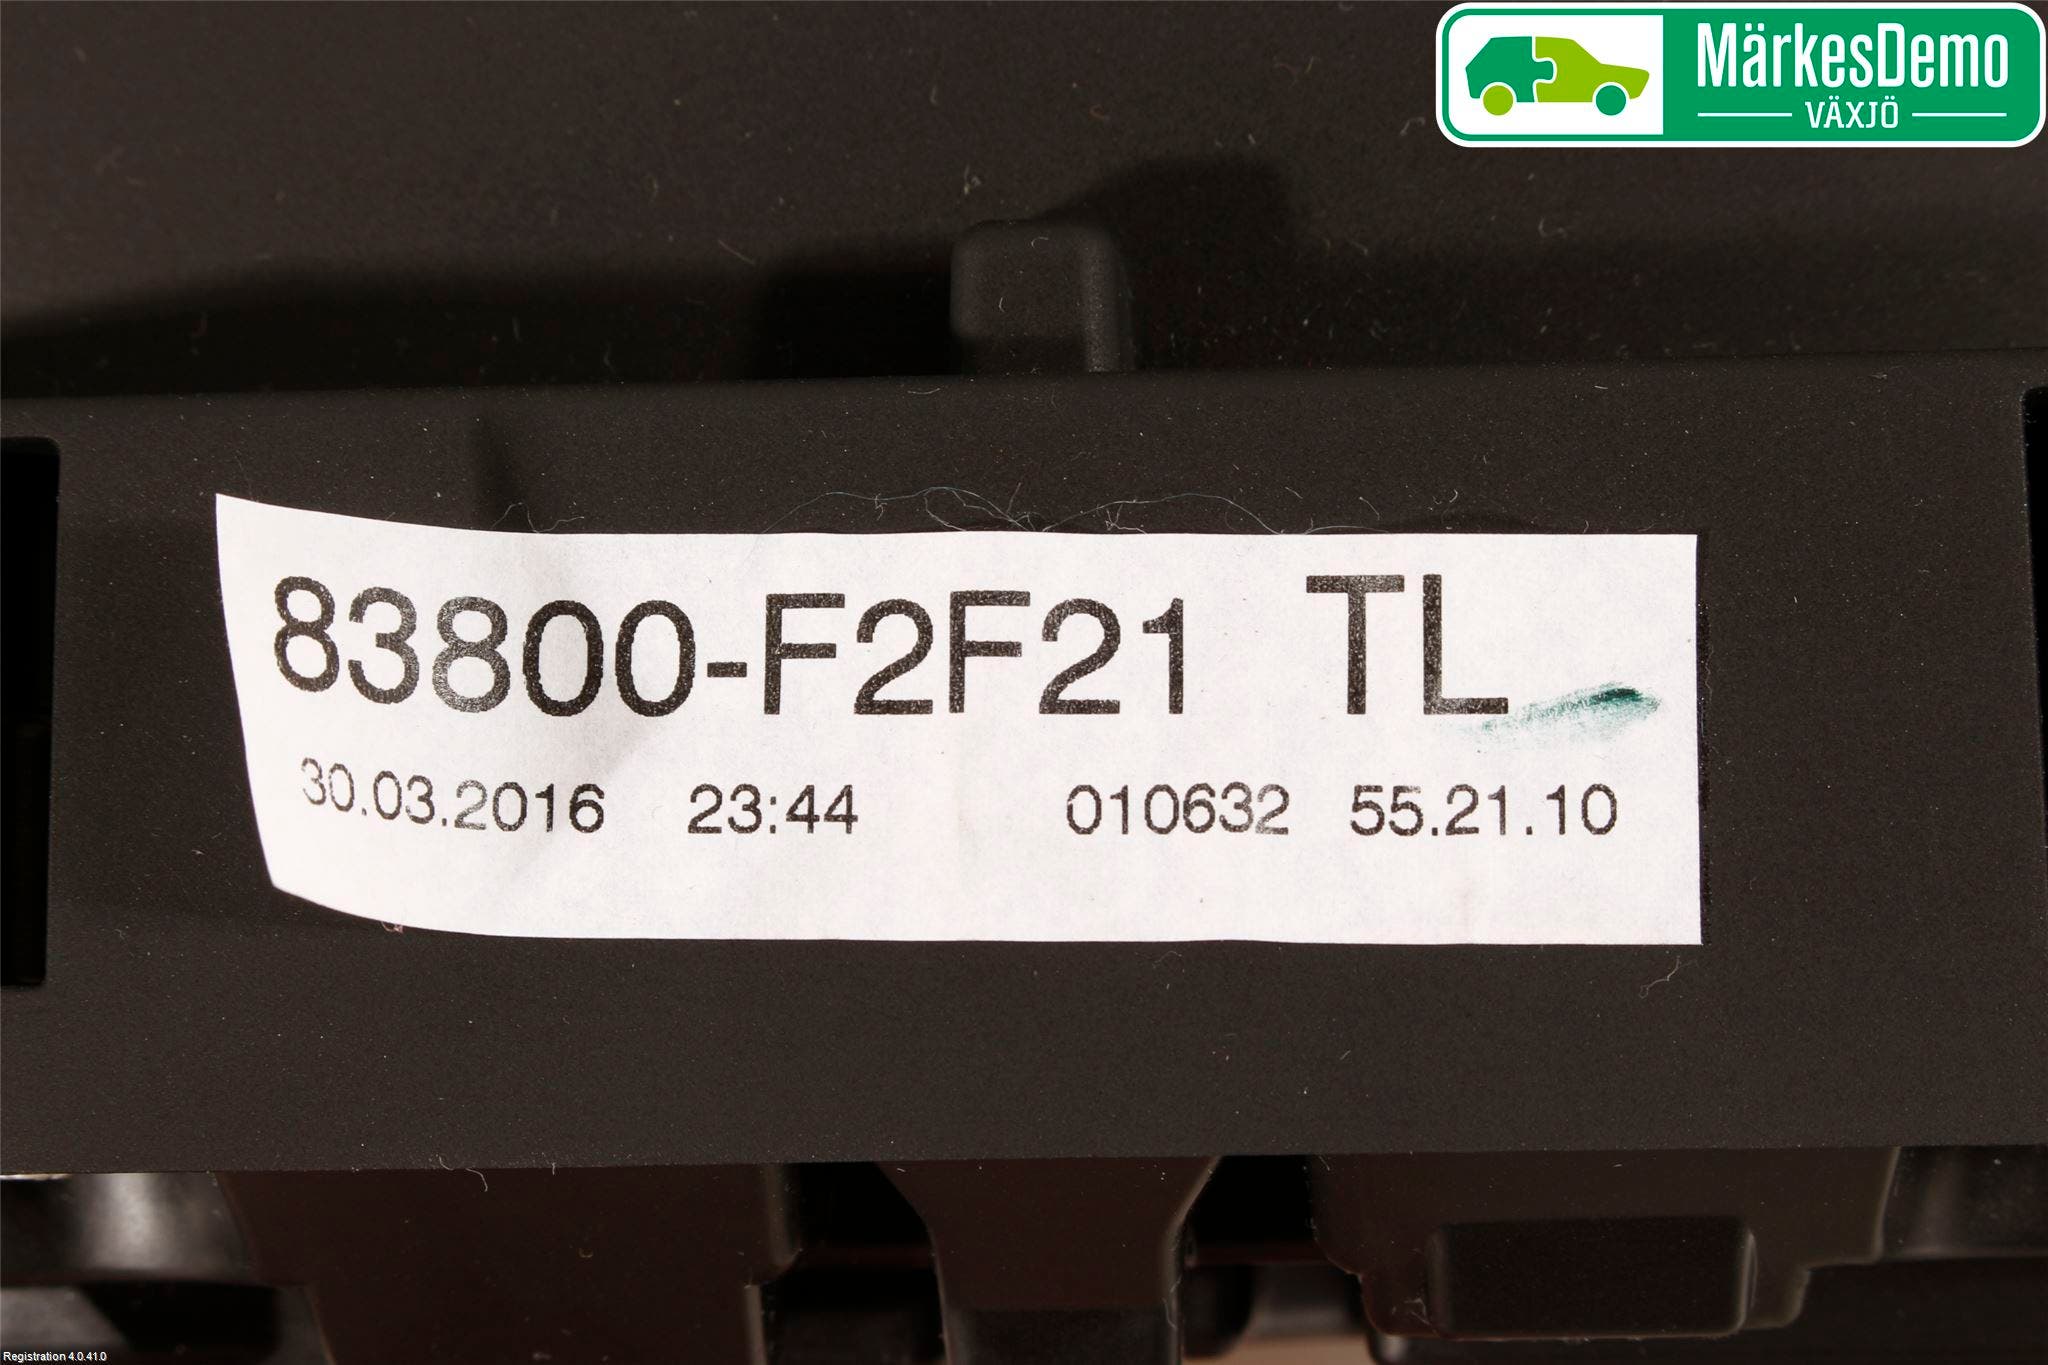 MärkesDemo
VÄXJÖ
83800-F2F21 TL
30.03.2016 23:44 010632 55.21.10
Registration 4.0.41.0